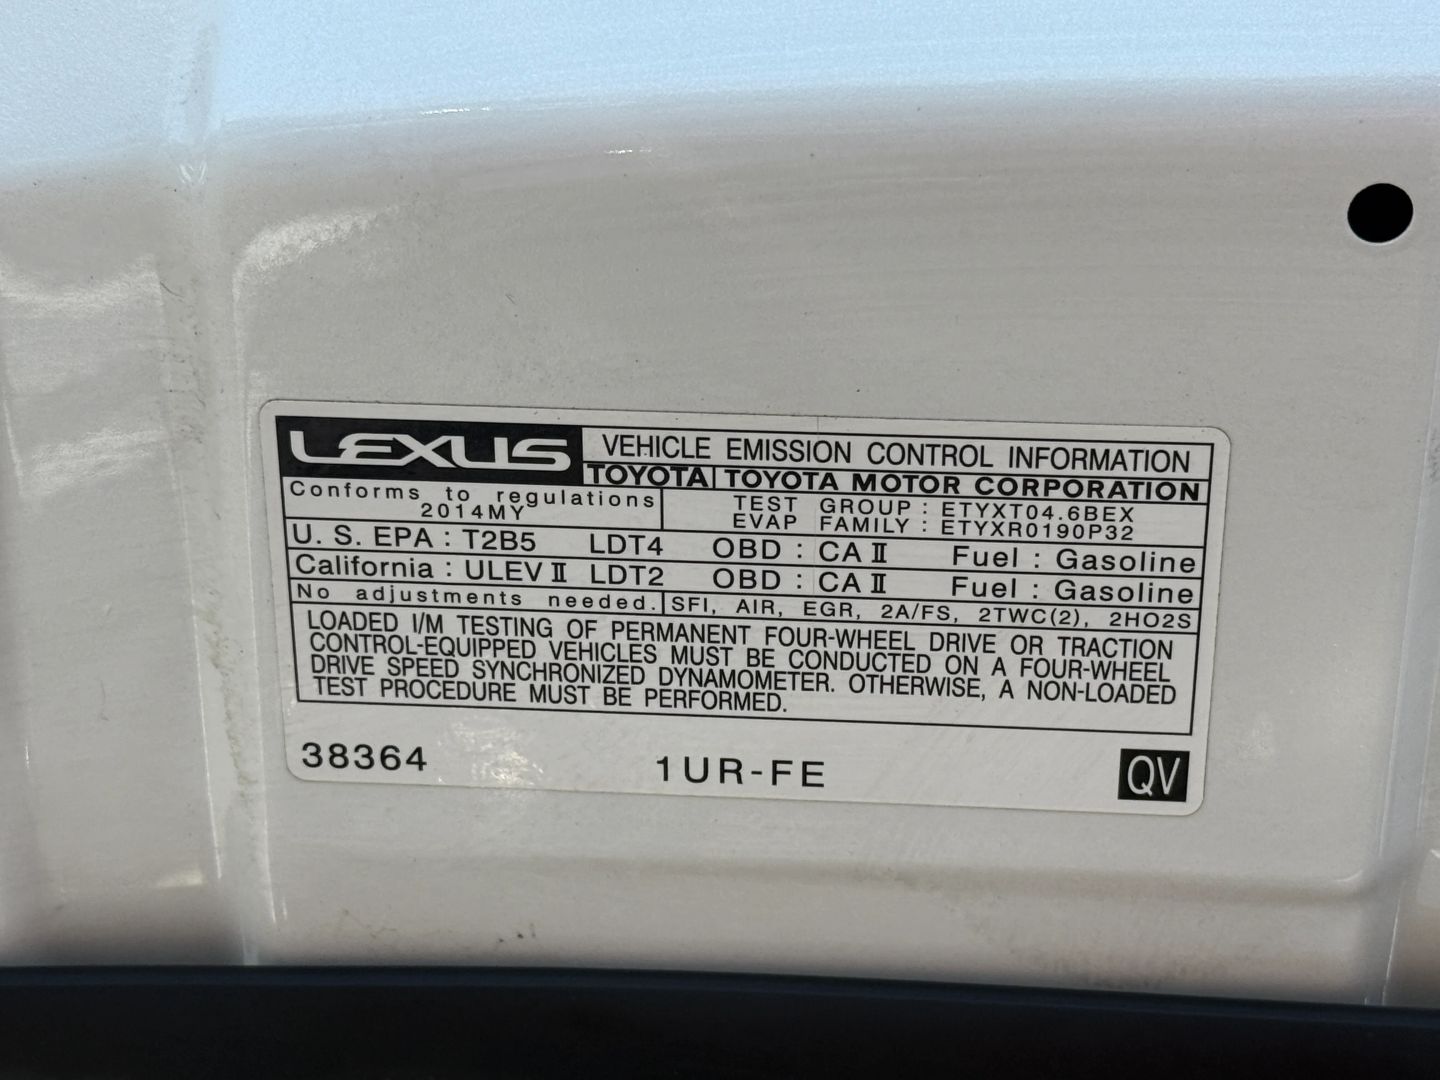 LEXUS VEHICLE EMISSION CONTROL INFORMATION
TOYOTA TOYOTA MOTOR CORPORATION
Conforms to regulations
2014MY
TEST GROUP : ETYXT04.6BEX
EVAP FAMILY : ETYXR0190P32
U. S. EPA : T2B5 LDT4 OBD : CA Ⅱ Fuel : Gasoline
California : ULEV Ⅱ LDT2 OBD : CA Ⅱ Fuel : Gasoline
No adjustments needed. SFI, AIR, EGR, 2A/FS, 2TWC(2), 2HO2S
LOADED I/M TESTING OF PERMANENT FOUR-WHEEL DRIVE OR TRACTION
CONTROL-EQUIPPED VEHICLES MUST BE CONDUCTED ON A FOUR-WHEEL
DRIVE SPEED SYNCHRONIZED DYNAMOMETER. OTHERWISE, A NON-LOADED
TEST PROCEDURE MUST BE PERFORMED.
38364 1UR-FE QV